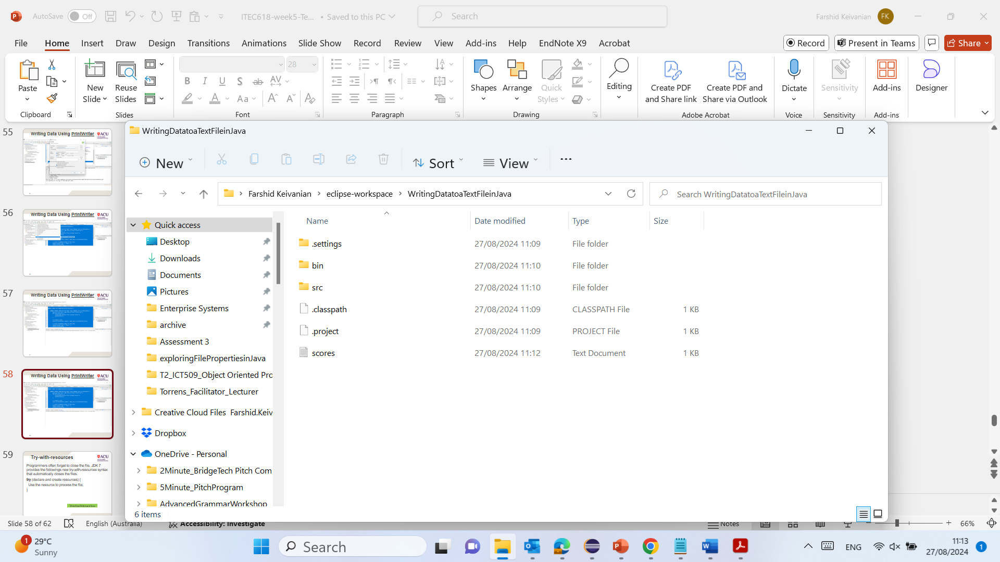 AutoSave Off ITEC618-week5-Te... • Saved to this PC Search Farshid Keivanian FK
File Home Insert Draw Design Transitions Animations Slide Show Record Review View Add-ins Help EndNote X9 Acrobat Record Present in Teams Share
Paste New Slide Reuse Slides 28 Shapes Arrange Quick Styles Editing Create PDF and Share link Create PDF and Share via Outlook Dictate Sensitivity Add-ins Designer
Clipboard Slides Font Paragraph Drawing Adobe Acrobat Voice Sensitivity Add-ins
55
Writing Data Using PrintWriter ACU
56
Writing Data Using PrintWriter ACU
57
Writing Data Using PrintWriter ACU
58
Writing Data Using PrintWriter ACU
59
Try-with-resources ACU
Programmers often forget to close the file. JDK 7
provides the followings new try-with-resources syntax
that automatically closes the files.
try (declare and create resources) {
Use the resource to process the file;
}
WritingDatatoaTextFileinJava
New Sort View
Farshid Keivanian eclipse-workspace WritingDatatoaTextFileinJava Search WritingDatatoaTextFileinJava
Quick access
Desktop
Downloads
Documents
Pictures
Enterprise Systems
archive
Assessment 3
exploringFilePropertiesinJava
T2_ICT509_Object Oriented Pro
Torrens_Facilitator_Lecturer
Creative Cloud Files Farshid.Keiv
Dropbox
OneDrive - Personal
2Minute_BridgeTech Pitch Com
5Minute_PitchProgram
AdvancedGrammarWorkshop
Name Date modified Type Size
.settings 27/08/2024 11:09 File folder
bin 27/08/2024 11:10 File folder
src 27/08/2024 11:10 File folder
.classpath 27/08/2024 11:09 CLASSPATH File 1 KB
.project 27/08/2024 11:09 PROJECT File 1 KB
scores 27/08/2024 11:12 Text Document 1 KB
6 items
Slide 58 of 62 English (Australia) Accessibility: Investigate Notes 66%
1 29°C
Sunny
Search
ENG
11:13
27/08/2024
1